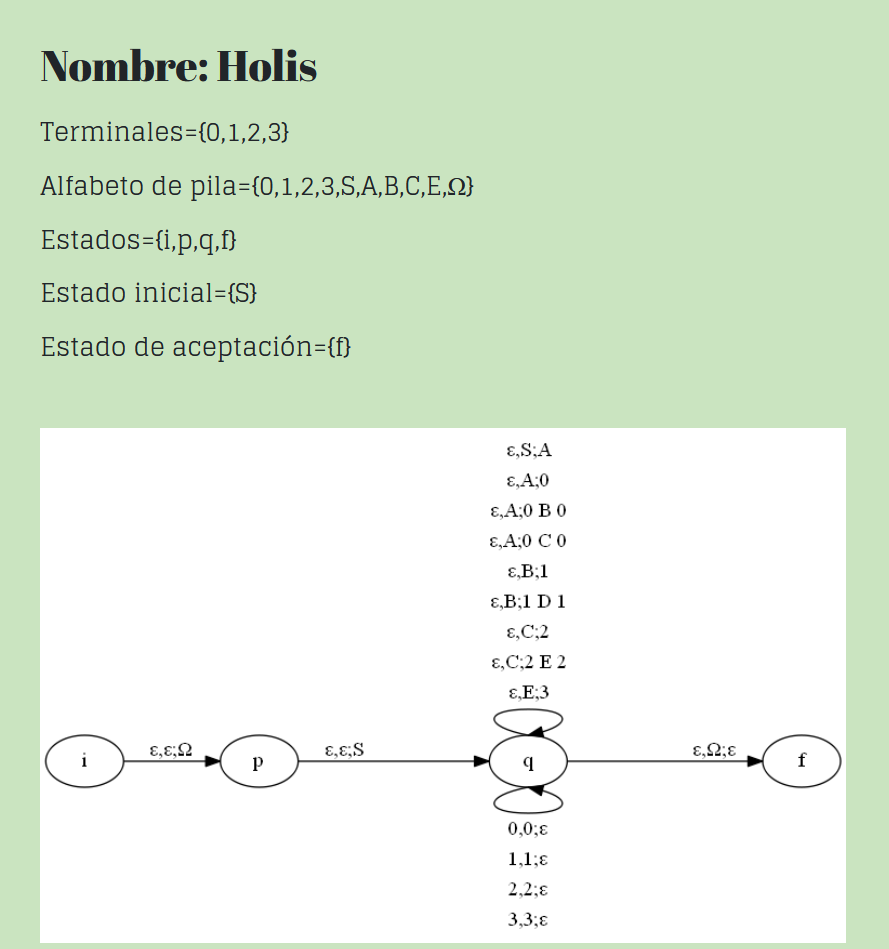 Nombre: Holis
Terminales={0,1,2,3}
Alfabeto de pila={0,1,2,3,S,A,B,C,E,Ω}
Estados={i,p,q,f}
Estado inicial={S}
Estado de aceptación={f}
ε,S;A
ε,A;0
ε,A;0 B 0
ε,A;0 C 0
ε,B;1
ε,B;1 D 1
ε,C;2
ε,C;2 E 2
ε,E;3
i
ε,ε;Ω
p
ε,ε;S
q
ε,Ω;ε
f
0,0;ε
1,1;ε
2,2;ε
3,3;ε